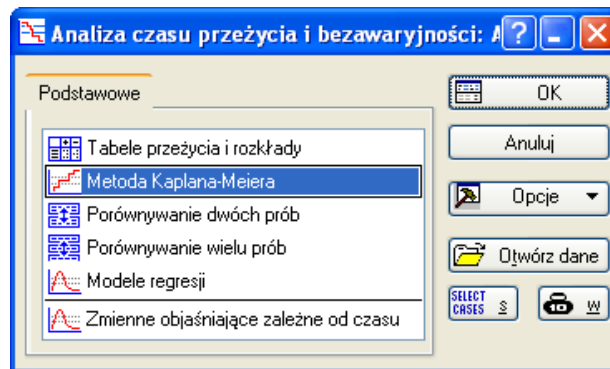 Analiza czasu przeżycia i bezawaryjności: A
Podstawowe
Tabele przeżycia i rozkłady
Metoda Kaplana-Meiera
Porównywanie dwóch prób
Porównywanie wielu prób
Modele regresji
Zmienne objaśniające zależne od czasu
OK
Anuluj
Opcje
Otwórz dane
SELECT
CASES S
W